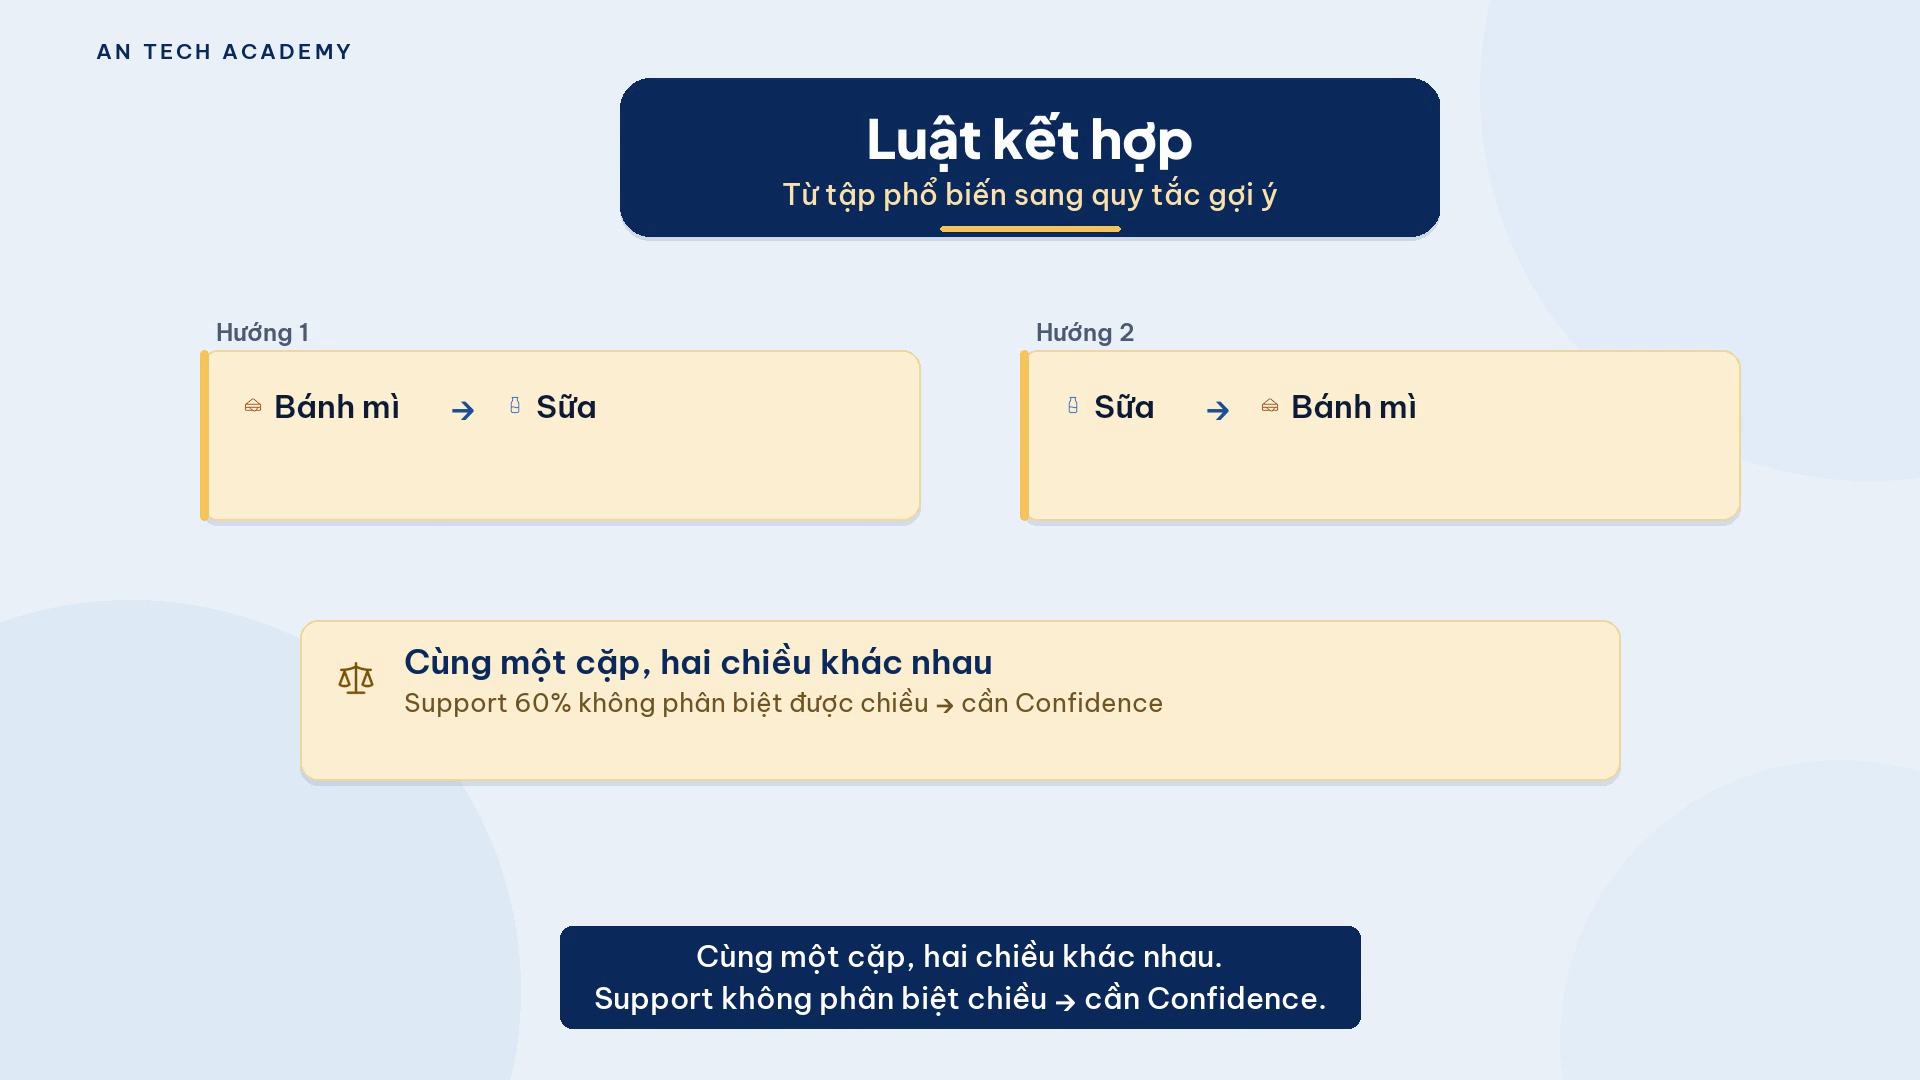 AN TECH ACADEMY
Luật kết hợp
Từ tập phổ biến sang quy tắc gợi ý
Hướng 1
Bánh mì → Sữa
Hướng 2
Sữa → Bánh mì
Cùng một cặp, hai chiều khác nhau
Support 60% không phân biệt được chiều → cần Confidence
Cùng một cặp, hai chiều khác nhau.
Support không phân biệt chiều → cần Confidence.